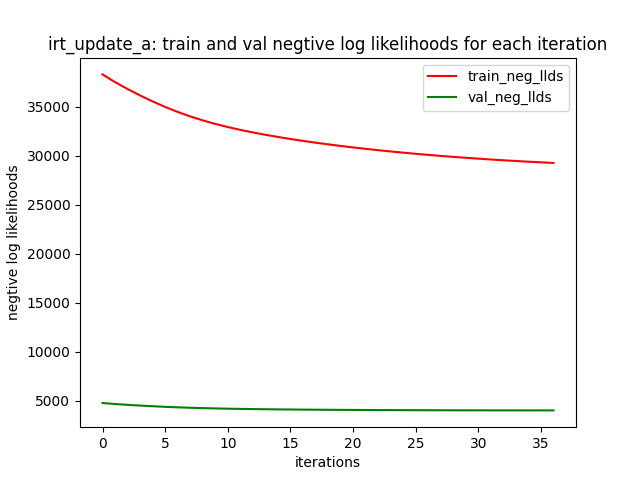 irt_update_a: train and val negtive log likelihoods for each iteration
train_neg_llds
val_neg_llds
negtive log likelihoods
35000
30000
25000
20000
15000
10000
5000
0 5 10 15 20 25 30 35
iterations